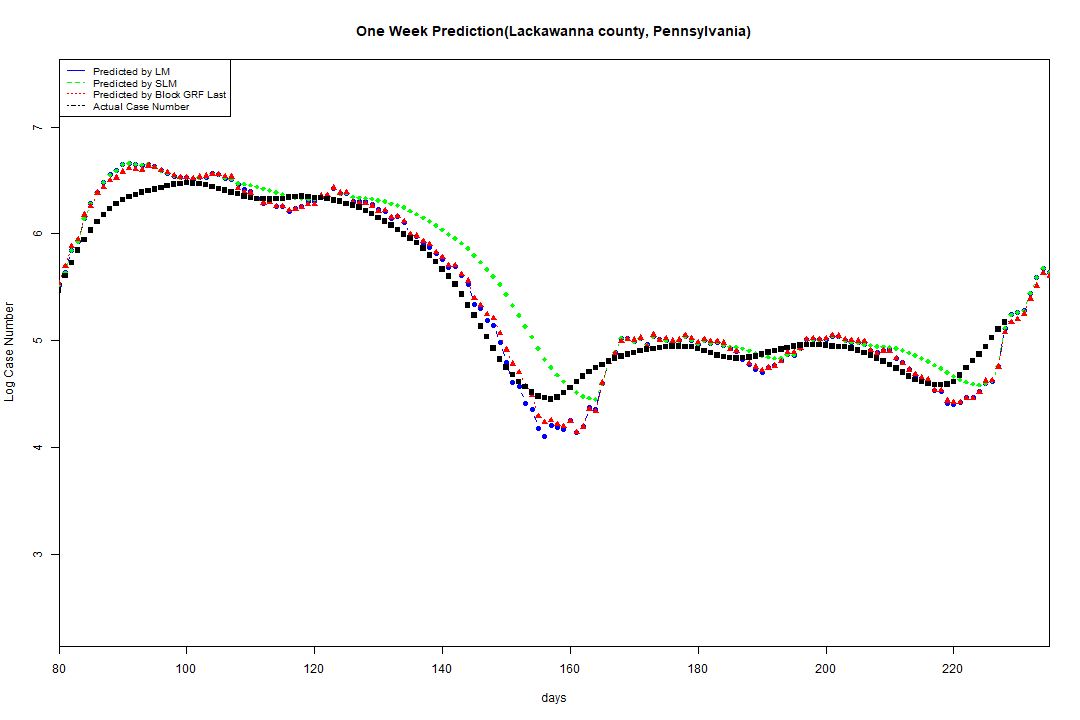 One Week Prediction(Lackawanna county, Pennsylvania)
Predicted by LM
Predicted by SLM
Predicted by Block GRF Last
Actual Case Number
7
6
5
4
3
Log Case Number
80 100 120 140 160 180 200 220
days